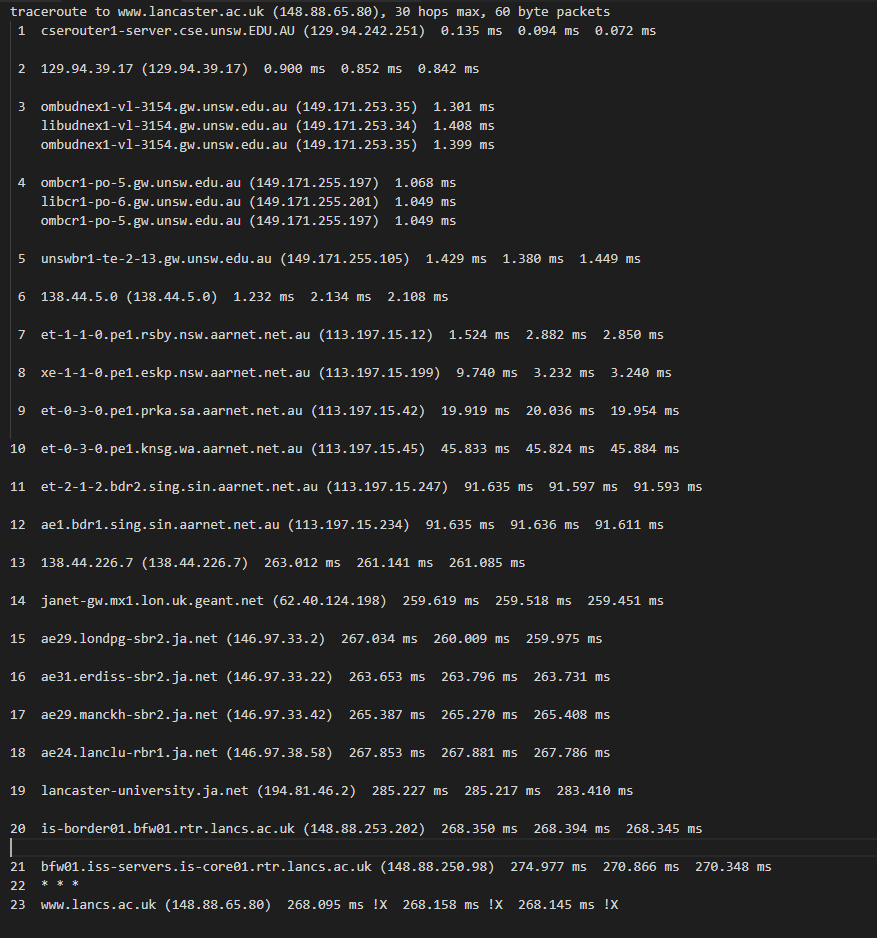 traceroute to www.lancaster.ac.uk (148.88.65.80), 30 hops max, 60 byte packets
1 cserouter1-server.cse.unsw.EDU.AU (129.94.242.251) 0.135 ms 0.094 ms 0.072 ms
2 129.94.39.17 (129.94.39.17) 0.900 ms 0.852 ms 0.842 ms
3 ombudnex1-vl-3154.gw.unsw.edu.au (149.171.253.35) 1.301 ms
libudnex1-vl-3154.gw.unsw.edu.au (149.171.253.34) 1.408 ms
ombudnex1-vl-3154.gw.unsw.edu.au (149.171.253.35) 1.399 ms
4 ombcr1-po-5.gw.unsw.edu.au (149.171.255.197) 1.068 ms
libcr1-po-6.gw.unsw.edu.au (149.171.255.201) 1.049 ms
ombcr1-po-5.gw.unsw.edu.au (149.171.255.197) 1.049 ms
5 unswbr1-te-2-13.gw.unsw.edu.au (149.171.255.105) 1.429 ms 1.380 ms 1.449 ms
6 138.44.5.0 (138.44.5.0) 1.232 ms 2.134 ms 2.108 ms
7 et-1-1-0.pe1.rsby.nsw.aarnet.net.au (113.197.15.12) 1.524 ms 2.882 ms 2.850 ms
8 xe-1-1-0.pe1.eskp.nsw.aarnet.net.au (113.197.15.199) 9.740 ms 3.232 ms 3.240 ms
9 et-0-3-0.pe1.prka.sa.aarnet.net.au (113.197.15.42) 19.919 ms 20.036 ms 19.954 ms
10 et-0-3-0.pe1.knsg.wa.aarnet.net.au (113.197.15.45) 45.833 ms 45.824 ms 45.884 ms
11 et-2-1-2.bdr2.sing.sin.aarnet.net.au (113.197.15.247) 91.635 ms 91.597 ms 91.593 ms
12 ae1.bdr1.sing.sin.aarnet.net.au (113.197.15.234) 91.635 ms 91.636 ms 91.611 ms
13 138.44.226.7 (138.44.226.7) 263.012 ms 261.141 ms 261.085 ms
14 janet-gw.mx1.lon.uk.geant.net (62.40.124.198) 259.619 ms 259.518 ms 259.451 ms
15 ae29.londpg-sbr2.ja.net (146.97.33.2) 267.034 ms 260.009 ms 259.975 ms
16 ae31.erdiss-sbr2.ja.net (146.97.33.22) 263.653 ms 263.796 ms 263.731 ms
17 ae29.manckh-sbr2.ja.net (146.97.33.42) 265.387 ms 265.270 ms 265.408 ms
18 ae24.lanclu-rbr1.ja.net (146.97.38.58) 267.853 ms 267.881 ms 267.786 ms
19 lancaster-university.ja.net (194.81.46.2) 285.227 ms 285.217 ms 283.410 ms
20 is-border01.bfw01.rtr.lancs.ac.uk (148.88.253.202) 268.350 ms 268.394 ms 268.345 ms
21 bfw01.iss-servers.is-core01.rtr.lancs.ac.uk (148.88.250.98) 274.977 ms 270.866 ms 270.348 ms
22 * * *
23 www.lancs.ac.uk (148.88.65.80) 268.095 ms !X 268.158 ms !X 268.145 ms !X